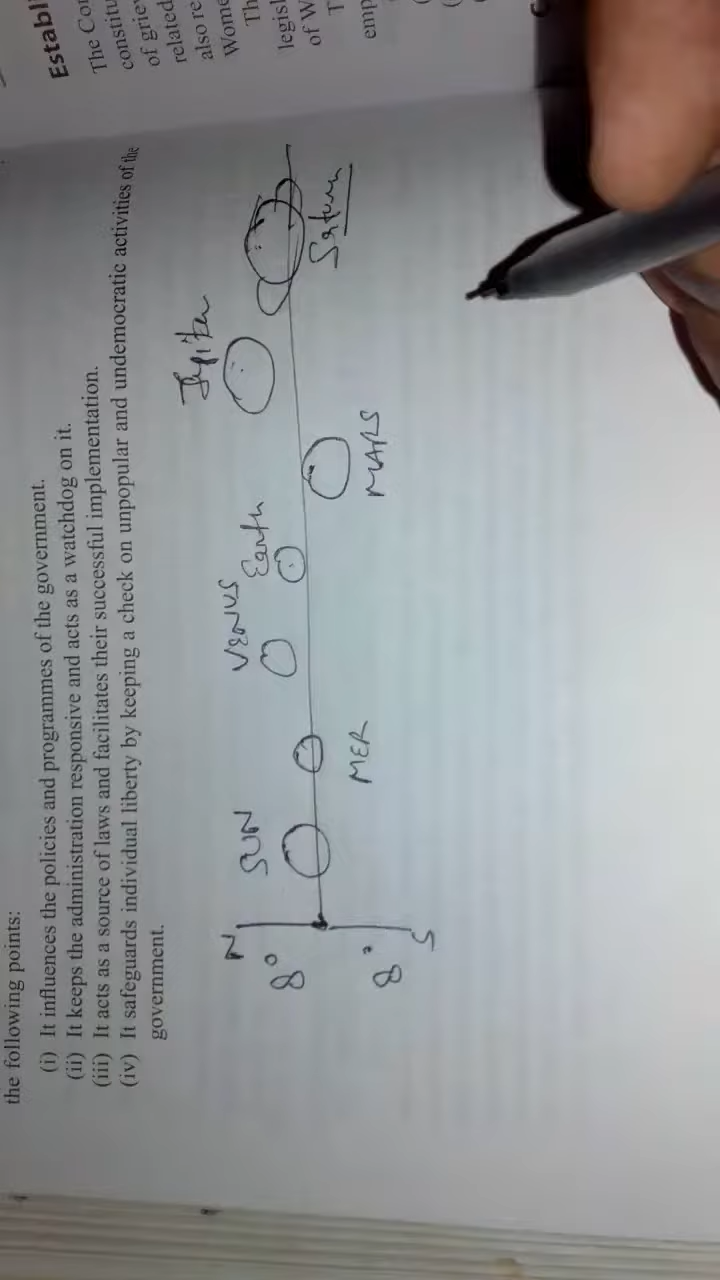 the following points:
(i) It influences the policies and programmes of the government.
(ii) It keeps the administration responsive and acts as a watchdog on it.
(iii) It acts as a source of laws and facilitates their successful implementation.
(iv) It safeguards individual liberty by keeping a check on unpopular and undemocratic activities of the
government.
N
8°
8°
S
SUN
MER
VENUS
Earth
MARS
Jupiter
Saturn
Establi
The Con
constitu
of griev
related
also re
Wome
Th
legisl
of W
T
emp